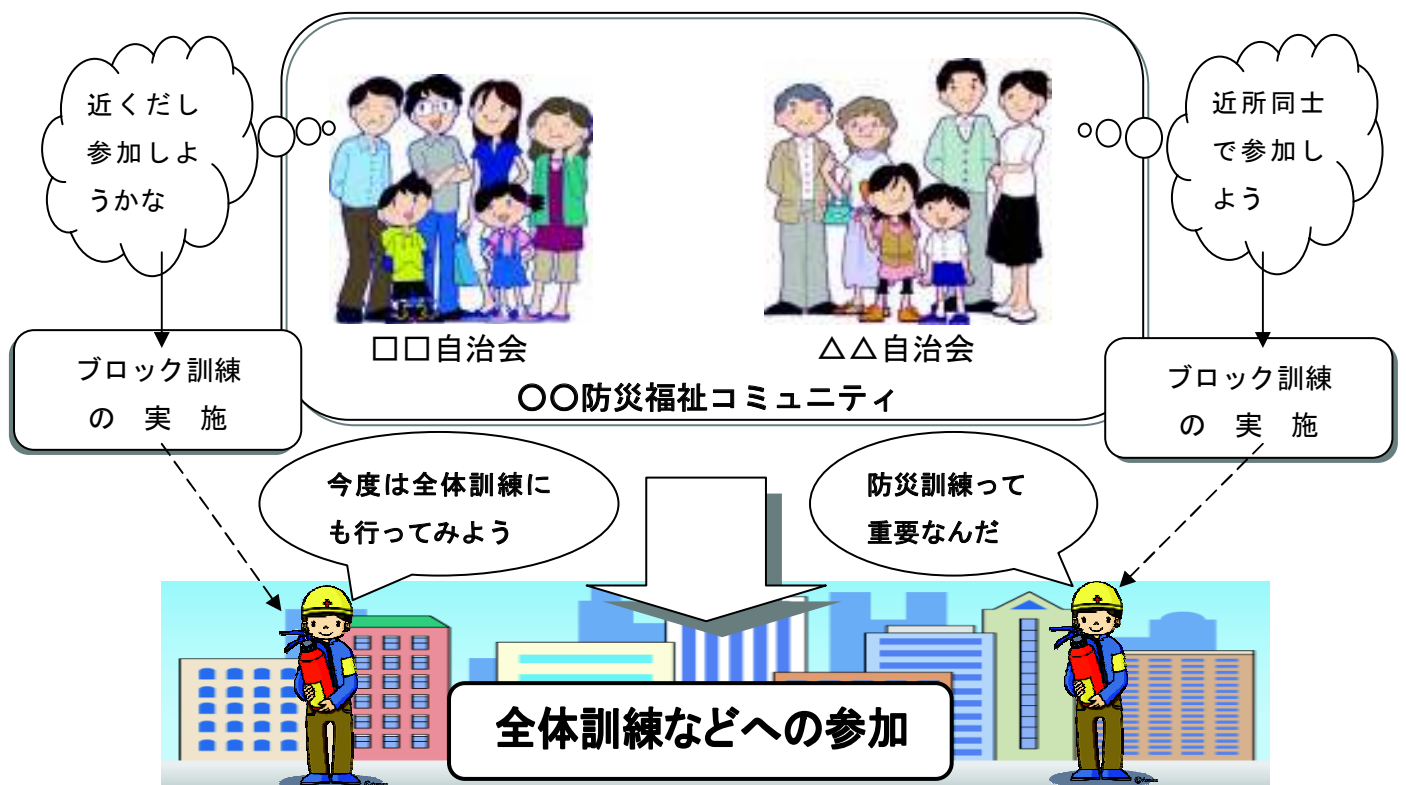 近くだし
参加しよ
うかな
近所同士
で参加し
よう
□□自治会
△△自治会
〇〇防災福祉コミュニティ
ブロック訓練
の　実　施
ブロック訓練
の　実　施
今度は全体訓練に
も行ってみよう
防災訓練って
重要なんだ
全体訓練などへの参加